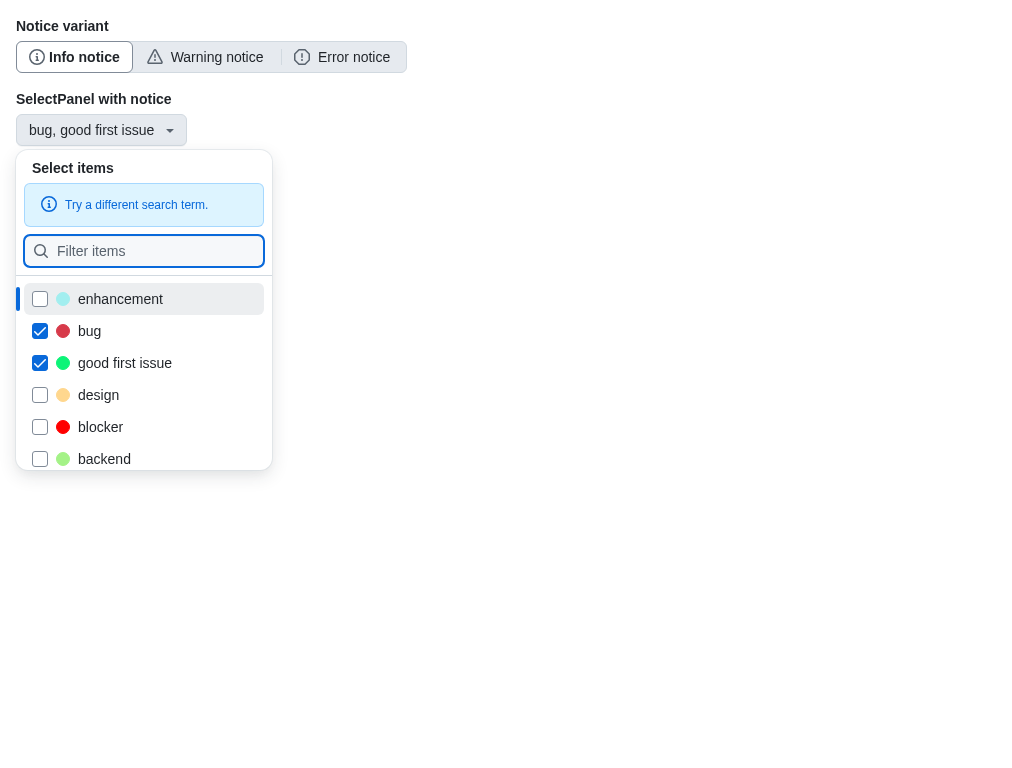 Notice variant
Info notice Warning notice Error notice
SelectPanel with notice
bug, good first issue
Select items
Try a different search term.
Filter items
enhancement
bug
good first issue
design
blocker
backend